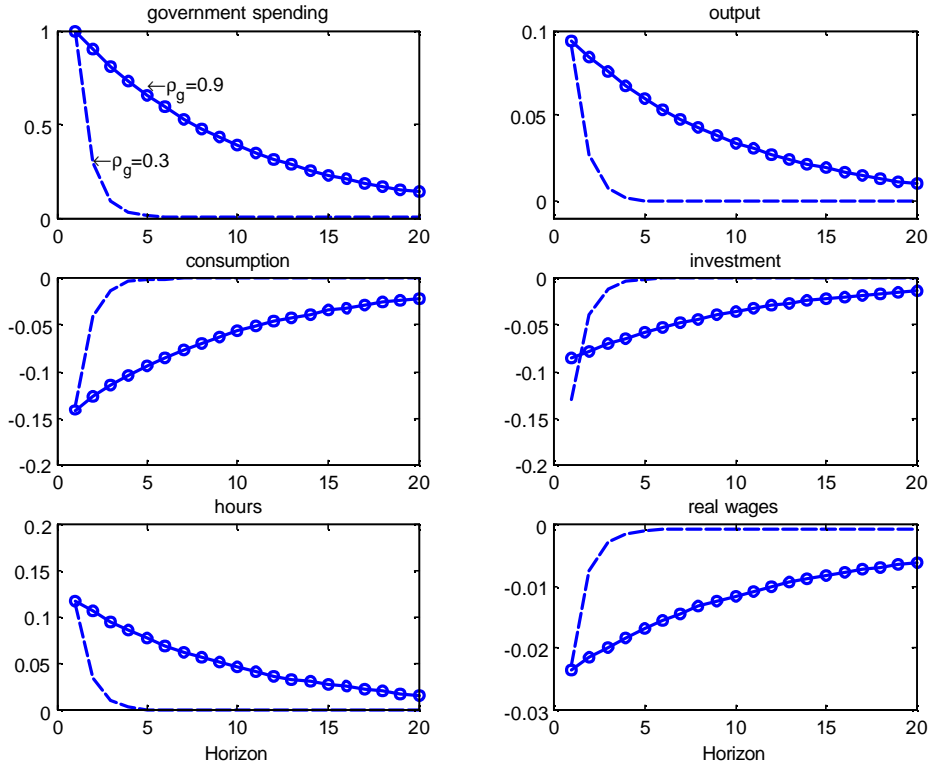 government spending
output
1
0.5
0
←ρg=0.9
←ρg=0.3
0 5 10 15 20
0.1
0.05
0
0 5 10 15 20
consumption
investment
0
-0.05
-0.1
-0.15
-0.2
0 5 10 15 20
0
-0.05
-0.1
-0.15
-0.2
0 5 10 15 20
hours
real wages
0.2
0.15
0.1
0.05
0
0 5 10 15 20
Horizon
0
-0.01
-0.02
-0.03
0 5 10 15 20
Horizon